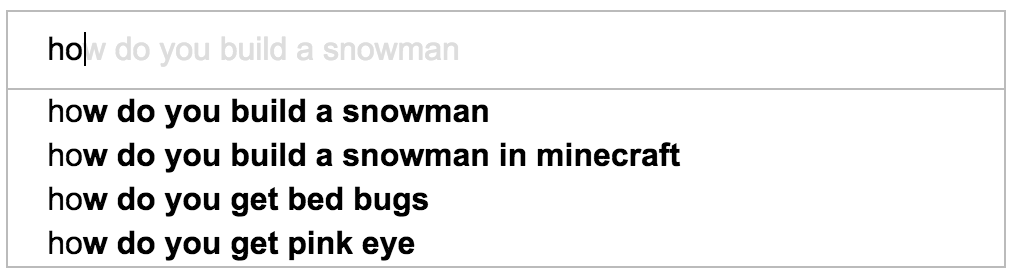 how do you build a snowman
how do you build a snowman
how do you build a snowman in minecraft
how do you get bed bugs
how do you get pink eye